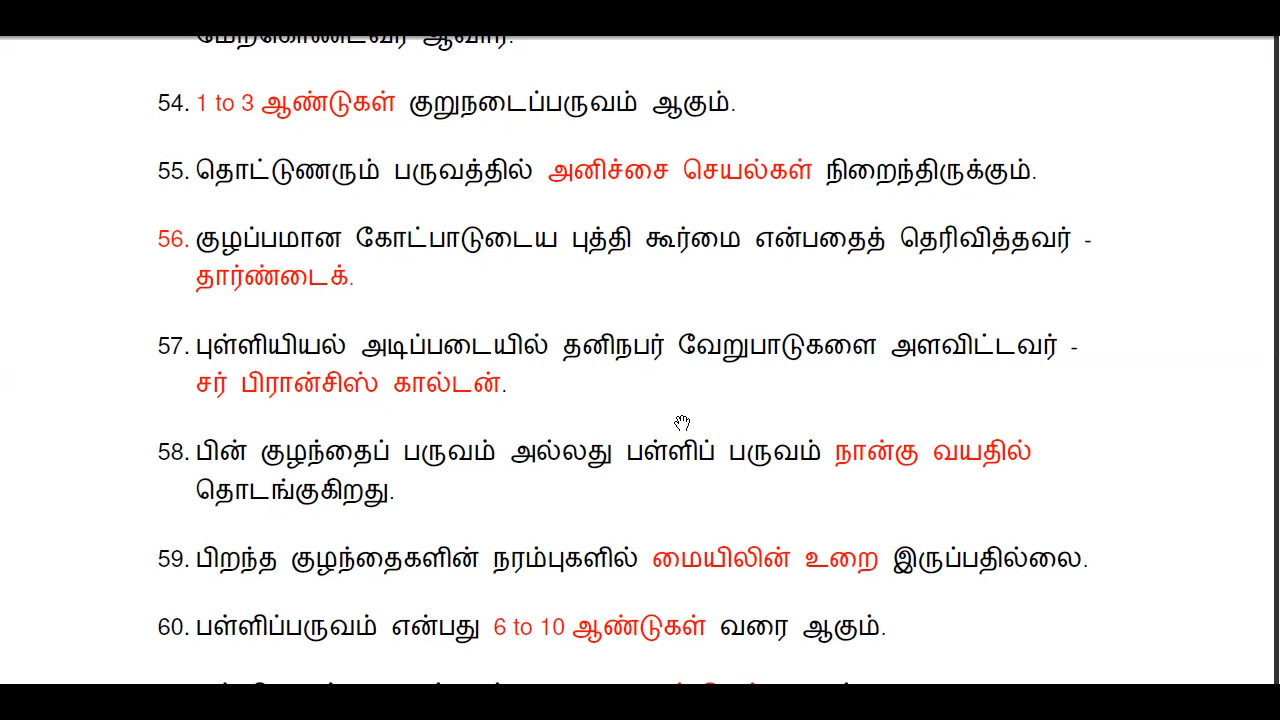 54. 1 to 3 ஆண்டுகள் குறுநடைப்பருவம் ஆகும்.
55. தொட்டுணரும் பருவத்தில் அனிச்சை செயல்கள் நிறைந்திருக்கும்.
56. குழப்பமான கோட்பாடுடைய புத்தி கூர்மை என்பதைத் தெரிவித்தவர் -
தார்ண்டைக்.
57. புள்ளியியல் அடிப்படையில் தனிநபர் வேறுபாடுகளை அளவிட்டவர் -
சர் பிரான்சிஸ் கால்டன்.
58. பின் குழந்தைப் பருவம் அல்லது பள்ளிப் பருவம் நான்கு வயதில்
தொடங்குகிறது.
59. பிறந்த குழந்தைகளின் நரம்புகளில் மையிலின் உறை இருப்பதில்லை.
60. பள்ளிப்பருவம் என்பது 6 to 10 ஆண்டுகள் வரை ஆகும்.